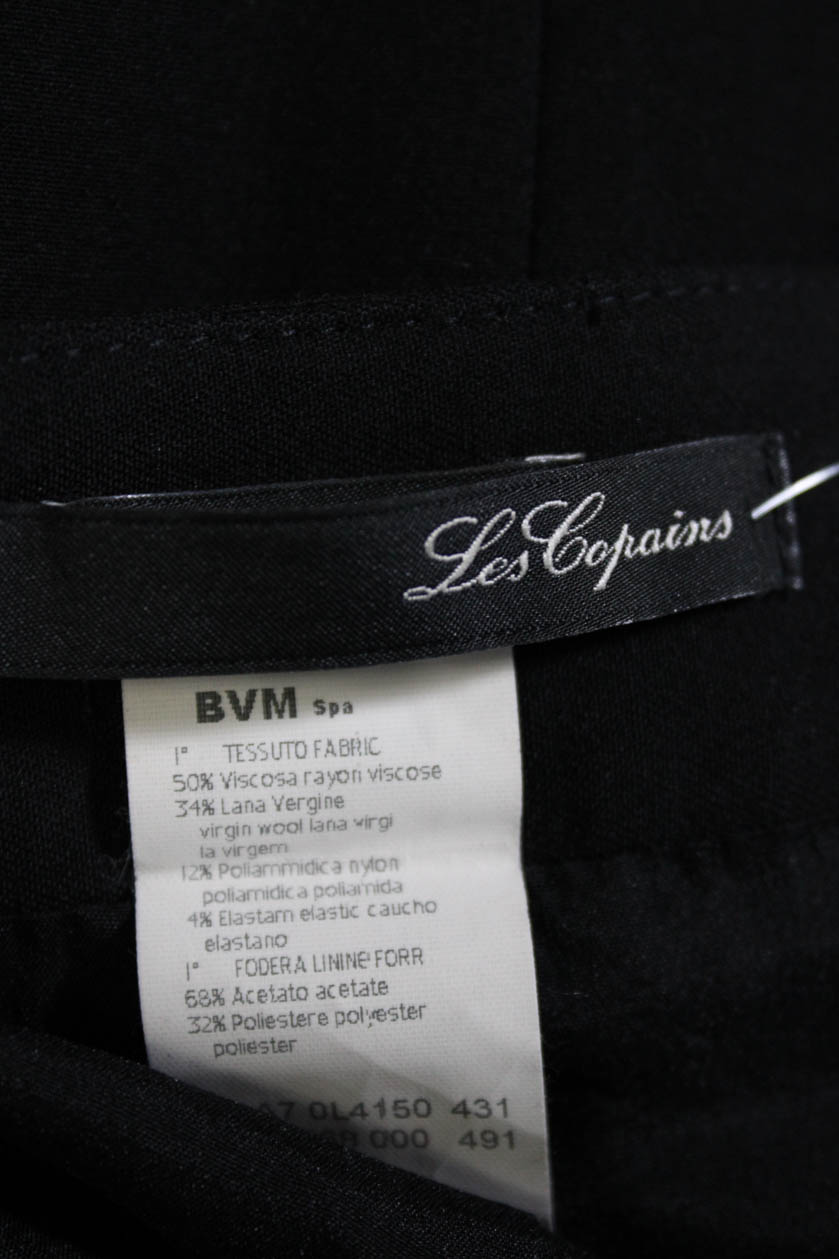 Les Copains
BVM Spa
1° TESSUTO FABRIC
50% Viscosa rayon viscose
34% Lana Vergine
virgin wool lana virgi
la virgem
12% Poliammidica nylon
poliamidica poliamida
4% Elastam elastic caucho
elastano
1° FODERA LININE FORR
68% Acetato acetate
32% Poliestere polyester
poliester
0L4150 431
000 491